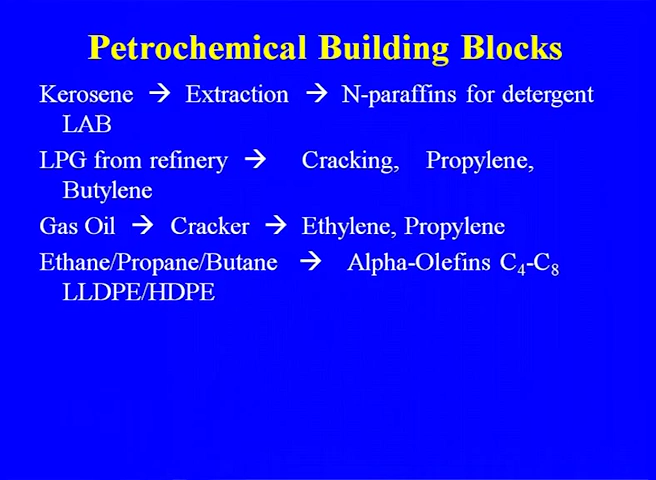 Petrochemical Building Blocks
Kerosene → Extraction → N-paraffins for detergent
LAB
LPG from refinery → Cracking, Propylene,
Butylene
Gas Oil → Cracker → Ethylene, Propylene
Ethane/Propane/Butane → Alpha-Olefins C₄-C₈
LLDPE/HDPE